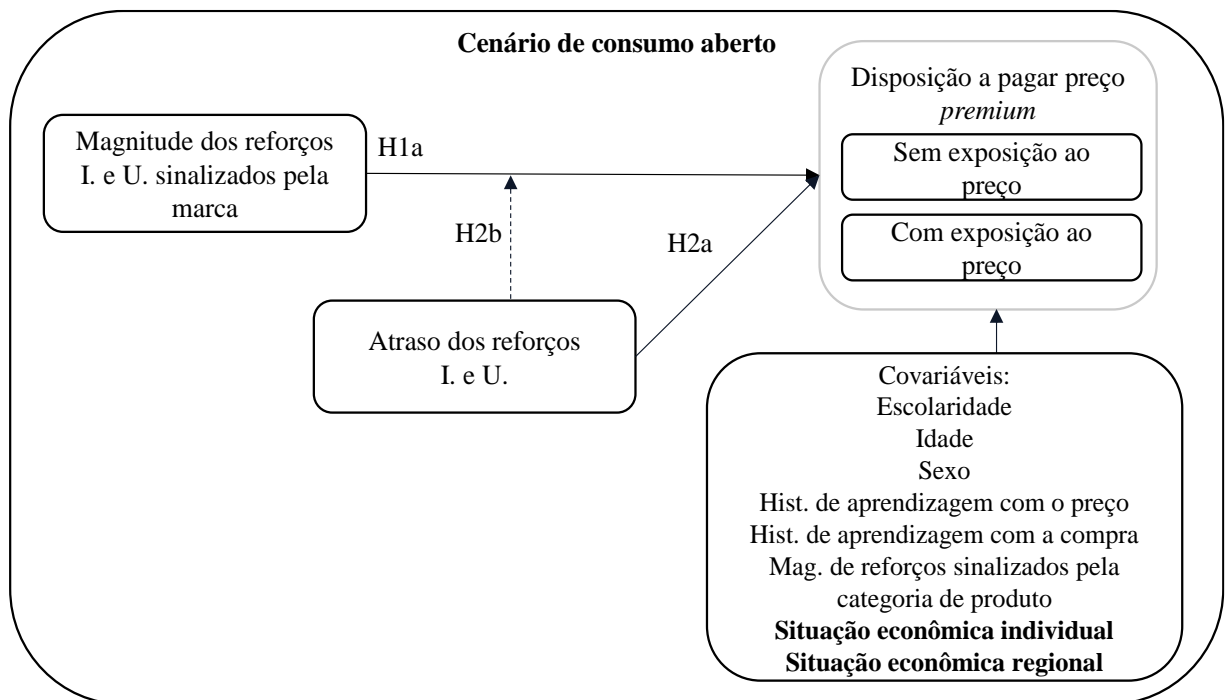 Cenário de consumo aberto
Magnitude dos reforços
I. e U. sinalizados pela
marca
H1a
H2b
H2a
Atraso dos reforços
I. e U.
Disposição a pagar preço
premium
Sem exposição ao
preço
Com exposição ao
preço
Covariáveis:
Escolaridade
Idade
Sexo
Hist. de aprendizagem com o preço
Hist. de aprendizagem com a compra
Mag. de reforços sinalizados pela
categoria de produto
Situação econômica individual
Situação econômica regional